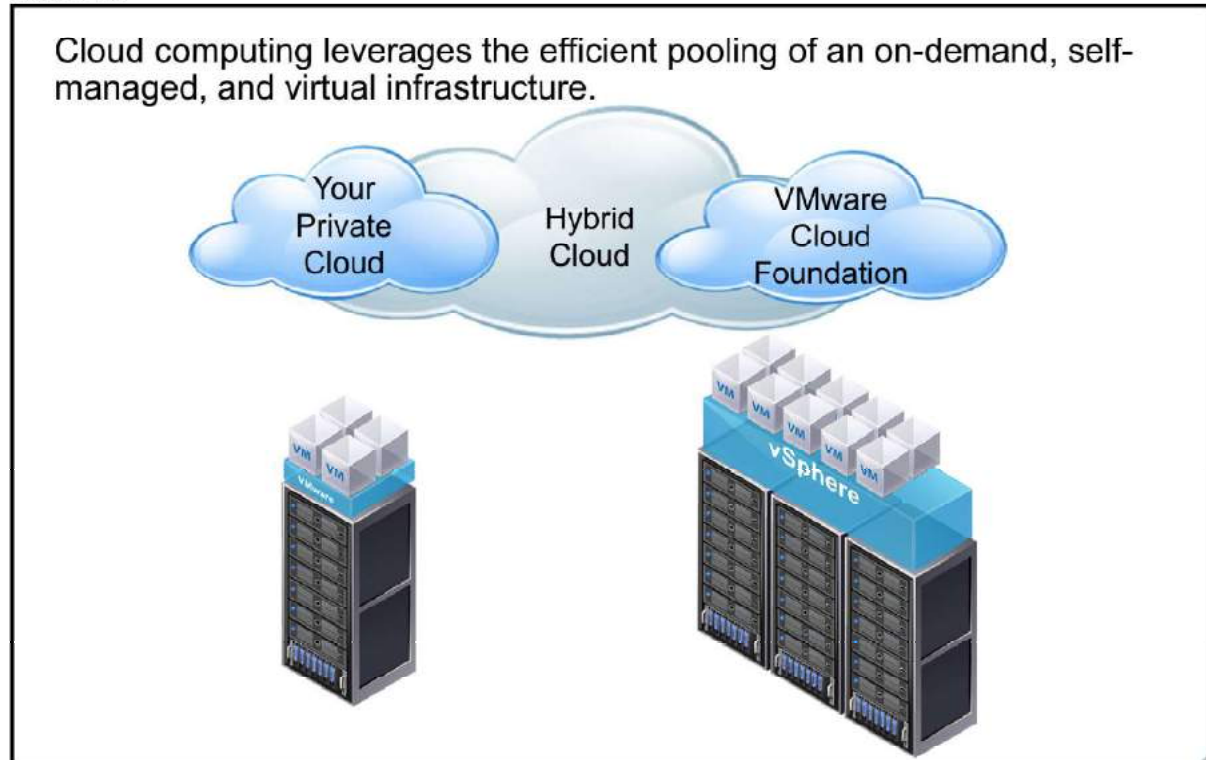 Cloud computing leverages the efficient pooling of an on-demand, self-
managed, and virtual infrastructure.
Your
Private
Cloud
Hybrid
Cloud
VMware
Cloud
Foundation
VM
VM
VMware
VM
VM
VM
VM
VM
vSphere